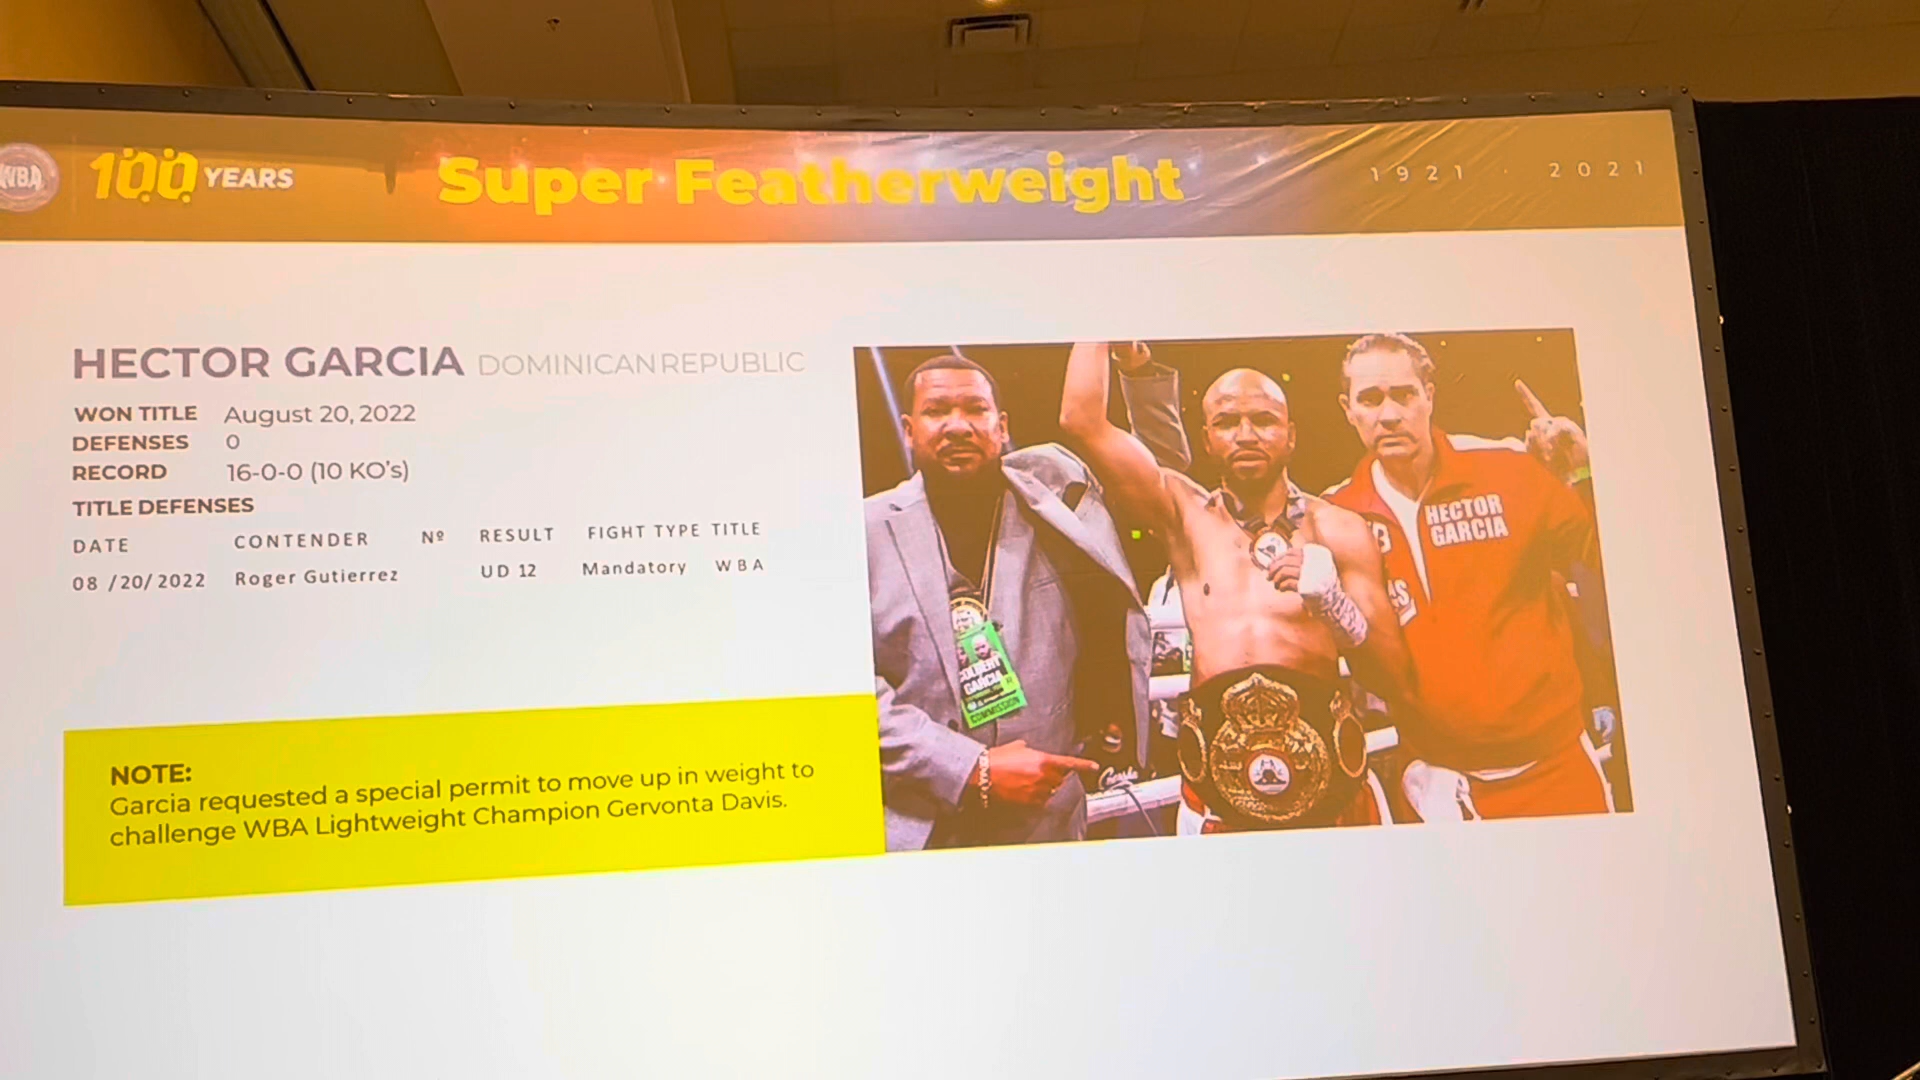 WBA
100 YEARS
Super Featherweight
1921 · 2021
HECTOR GARCIA DOMINICAN REPUBLIC
WON TITLE August 20, 2022
DEFENSES 0
RECORD 16-0-0 (10 KO's)
TITLE DEFENSES
DATE CONTENDER Nº RESULT FIGHT TYPE TITLE
08 /20/ 2022 Roger Gutierrez UD 12 Mandatory WBA
NOTE:
Garcia requested a special permit to move up in weight to
challenge WBA Lightweight Champion Gervonta Davis.
HECTOR
GARCIA
COLBERT
GARCIA
COMMISSION